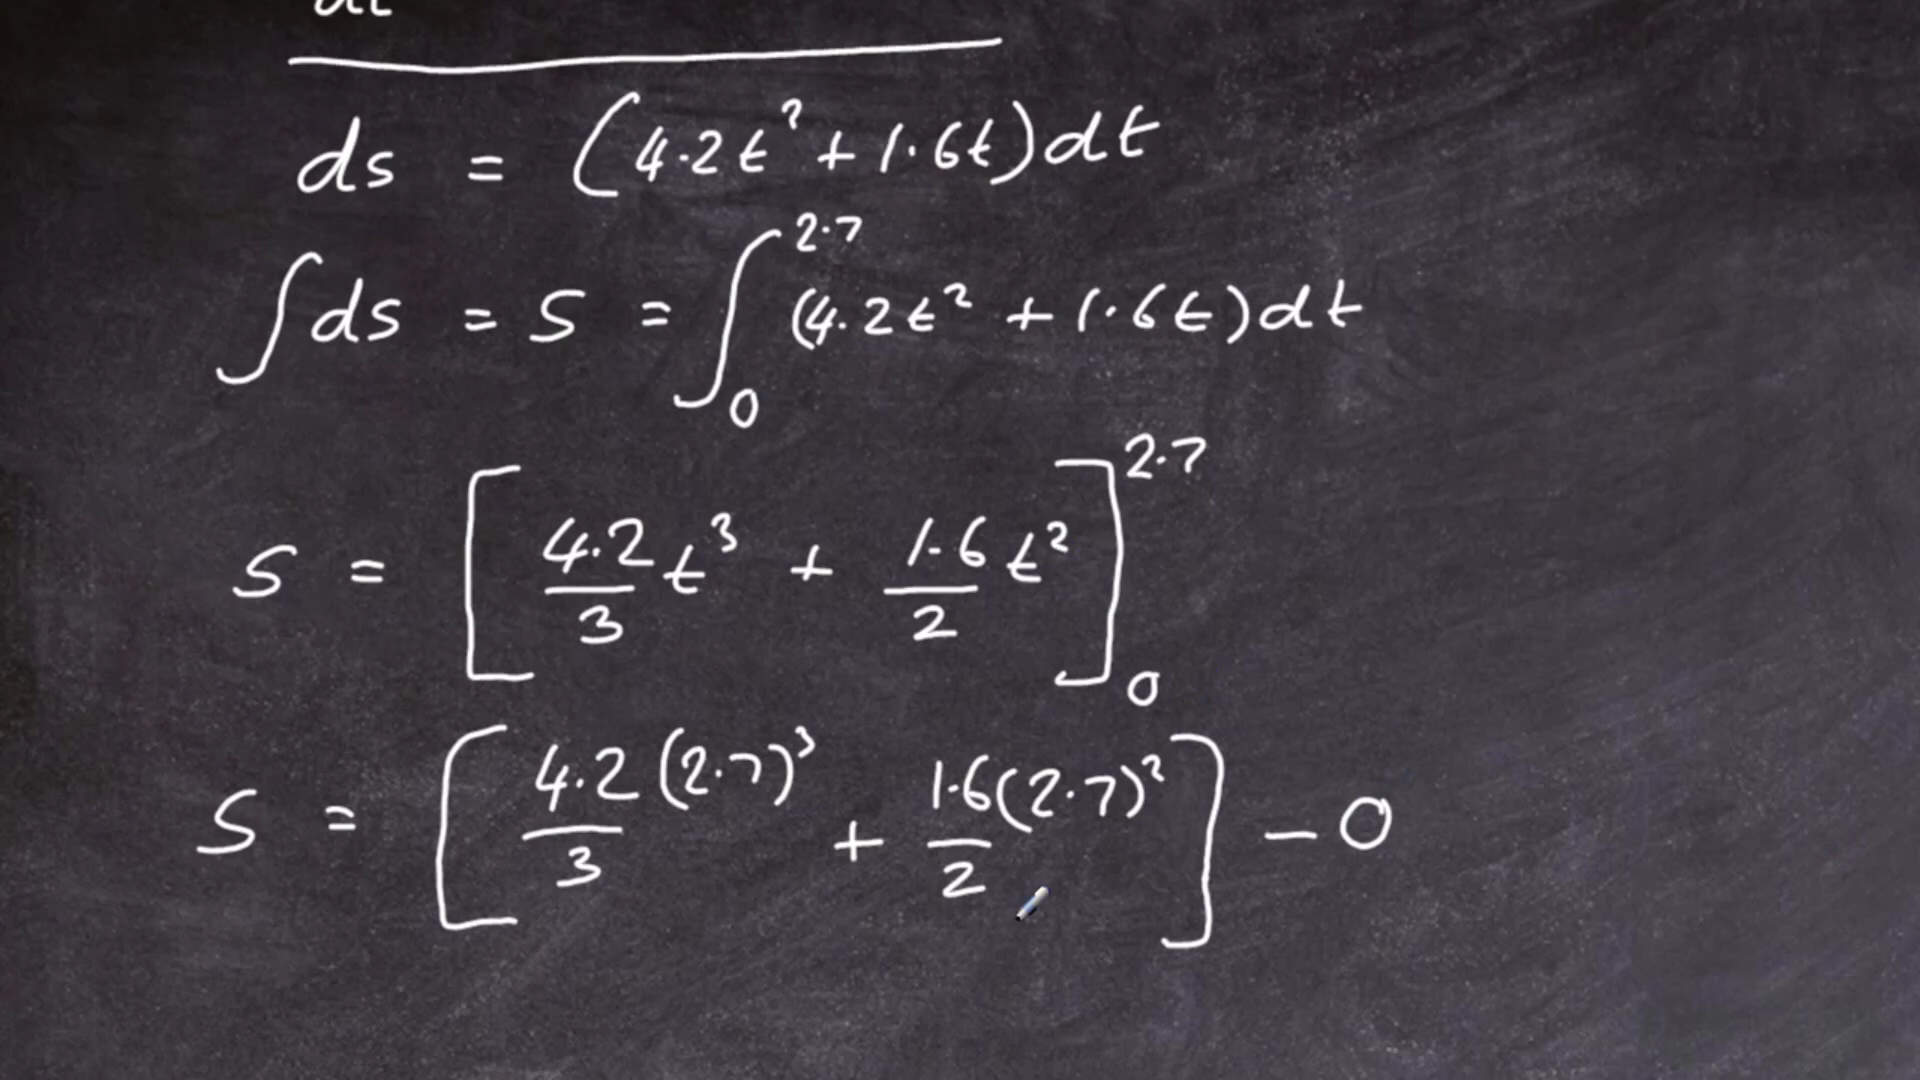 dt
ds = (4.2t² + 1.6t)dt
∫ds = S = ∫₀^2.7 (4.2t² + 1.6t)dt
S = [4.2/3 t³ + 1.6/2 t²]₀^2.7
S = [4.2/3 (2.7)³ + 1.6/2 (2.7)²] - 0